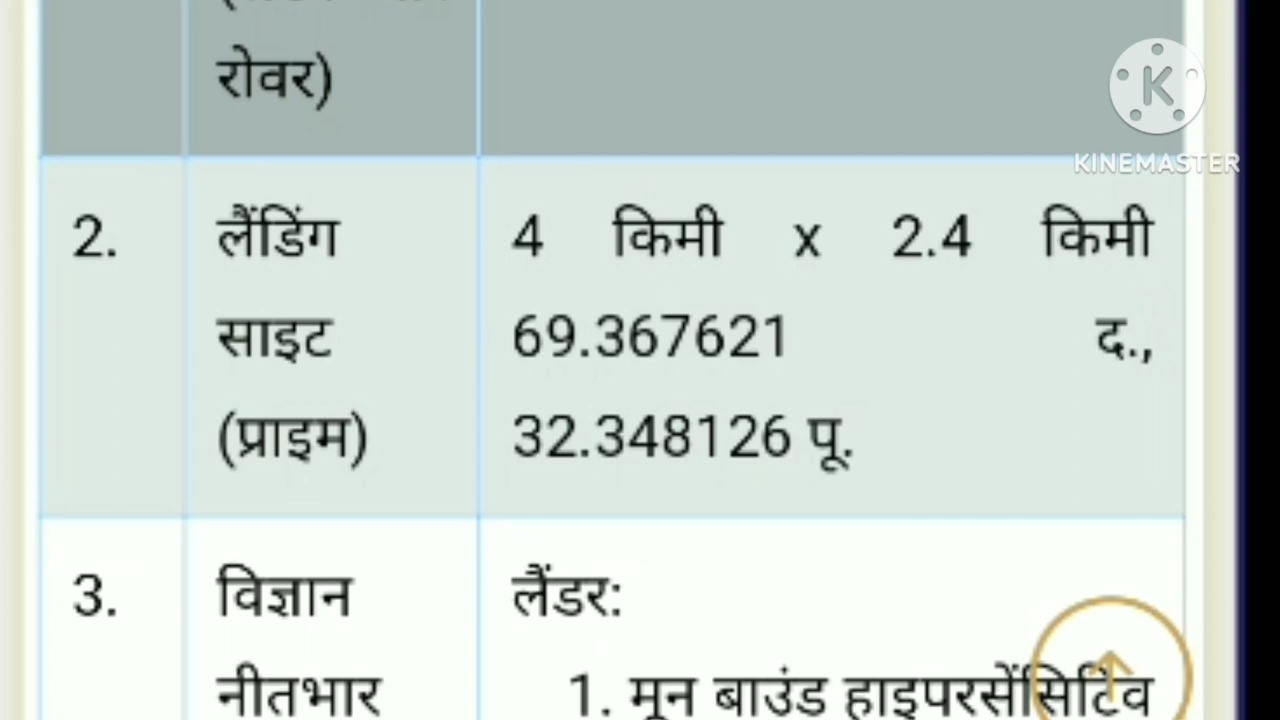 रोवर)
K
KINEMASTER
2. लैंडिंग 4 किमी x 2.4 किमी
साइट 69.367621 द.,
(प्राइम) 32.348126 पू.
3. विज्ञान लैंडर:
नीतभार 1. मून बाउंड हाइपरसेंसिटिव